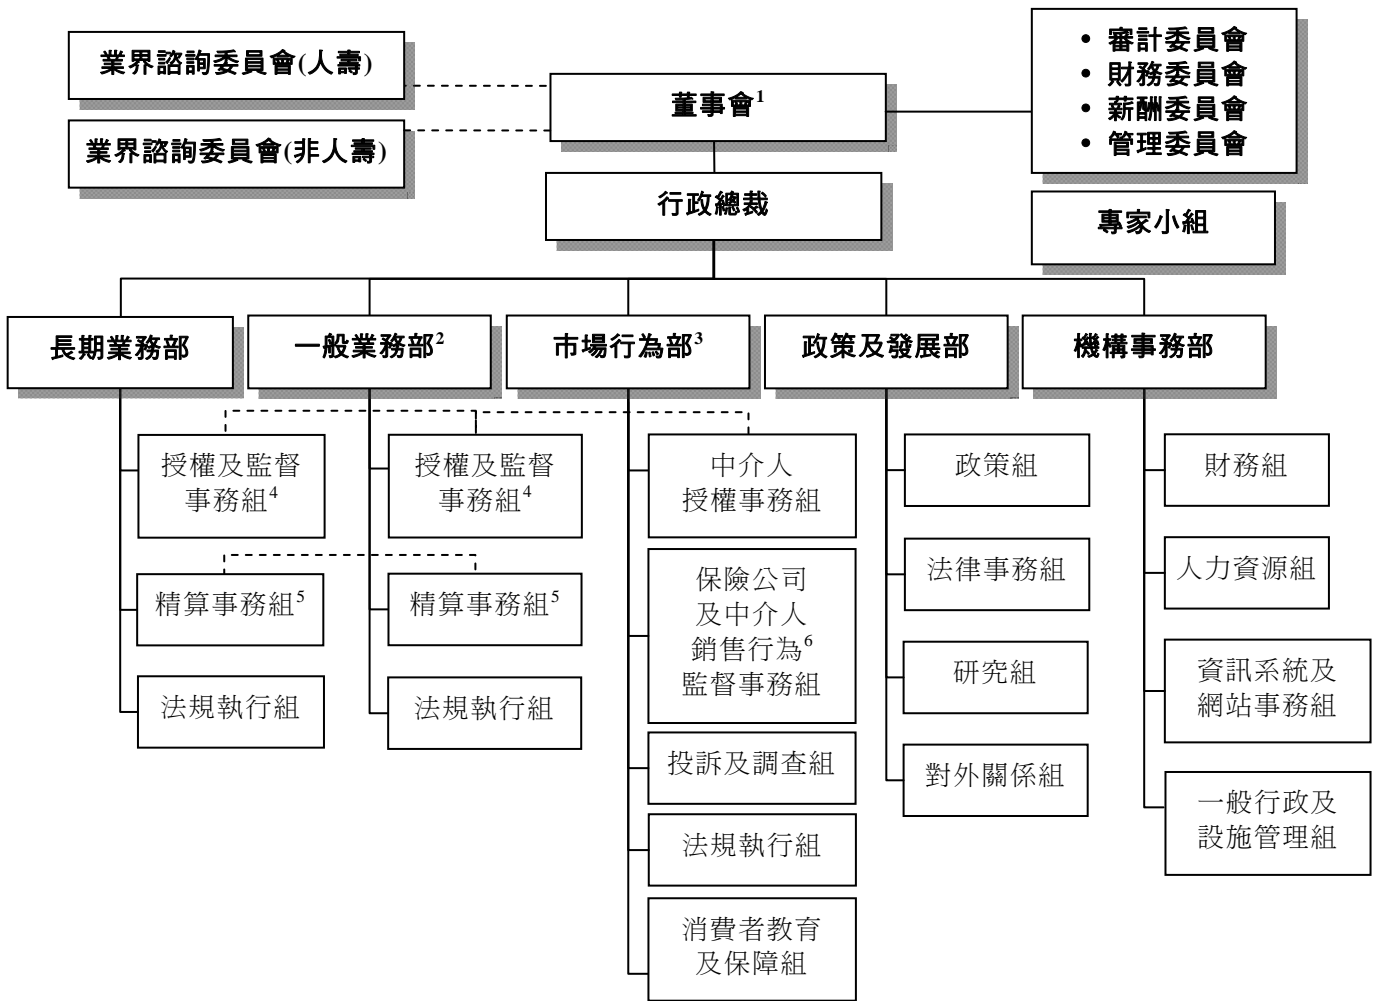 業界諮詢委員會(人壽)
業界諮詢委員會(非人壽)
董事會1
• 審計委員會
• 財務委員會
• 薪酬委員會
• 管理委員會
行政總裁
專家小組
長期業務部
一般業務部2
市場行為部3
政策及發展部
機構事務部
授權及監督
事務組4
精算事務組5
法規執行組
授權及監督
事務組4
精算事務組5
法規執行組
中介人
授權事務組
保險公司
及中介人
銷售行為6
監督事務組
投訴及調查組
法規執行組
消費者教育
及保障組
政策組
法律事務組
研究組
對外關係組
財務組
人力資源組
資訊系統及
網站事務組
一般行政及
設施管理組